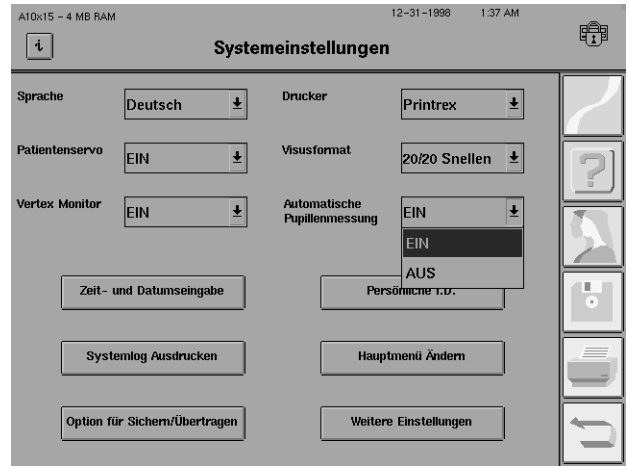 A10x15 – 4 MB RAM
12–31–1998 1:37 AM
i
Systemeinstellungen
Sprache
Deutsch
Drucker
Printrex
Patientenservo
EIN
Visusformat
20/20 Snellen
Vertex Monitor
EIN
Automatische
Pupillenmessung
EIN
EIN
AUS
Zeit– und Datumseingabe
Persönliche I.D.
Systemlog Ausdrucken
Hauptmenü Ändern
Option für Sichern/Übertragen
Weitere Einstellungen
?